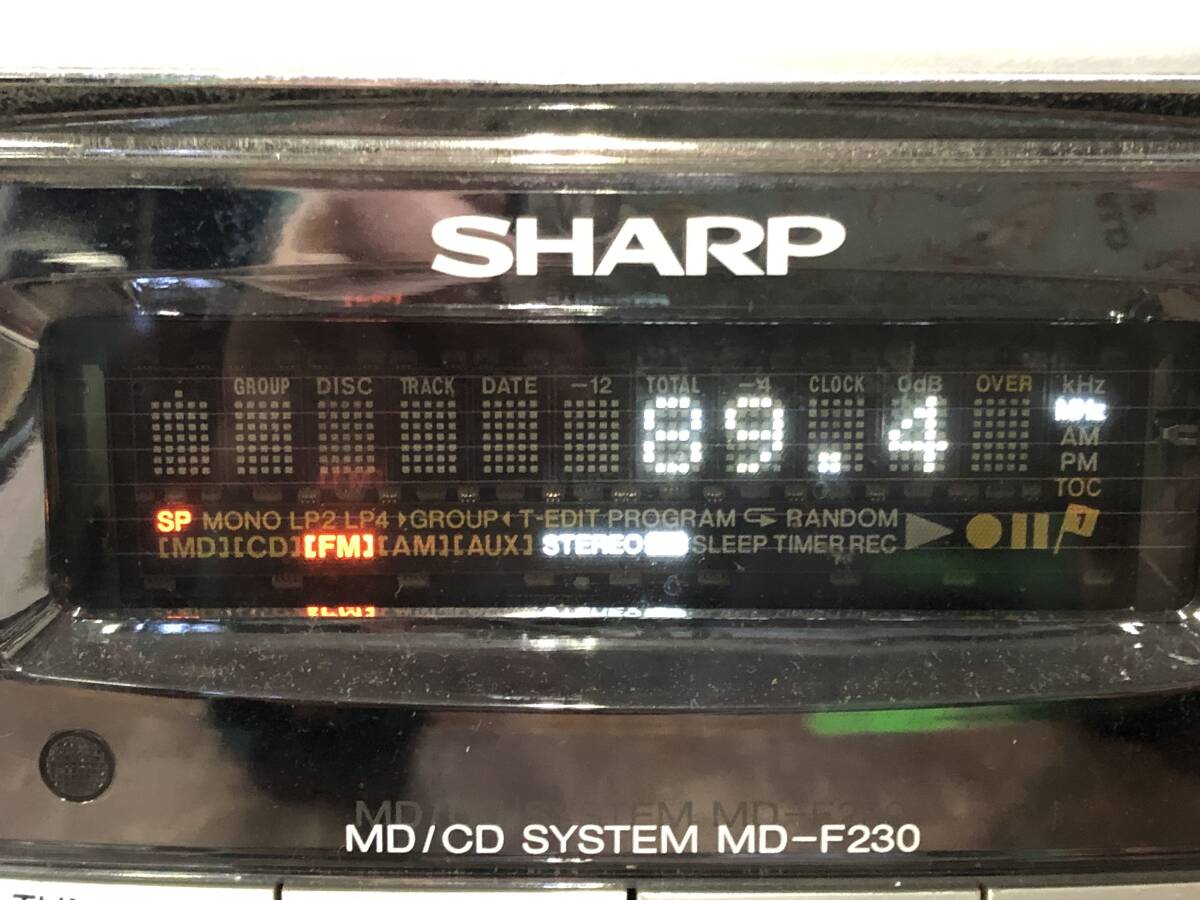 SHARP
GROUP DISC TRACK DATE -12 TOTAL -4 CLOCK 0dB OVER kHz
89.4 MHz
AM
PM
TOC
SP MONO LP2 LP4 GROUP T-EDIT PROGRAM RANDOM
[MD][CD][FM][AM][AUX] STEREO SLEEP TIMER REC
MD/CD SYSTEM MD-F230